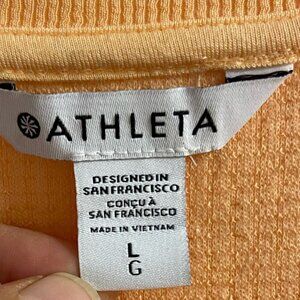 ATHLETA
DESIGNED IN
SAN FRANCISCO
CONÇU À
SAN FRANCISCO
MADE IN VIETNAM
L
G